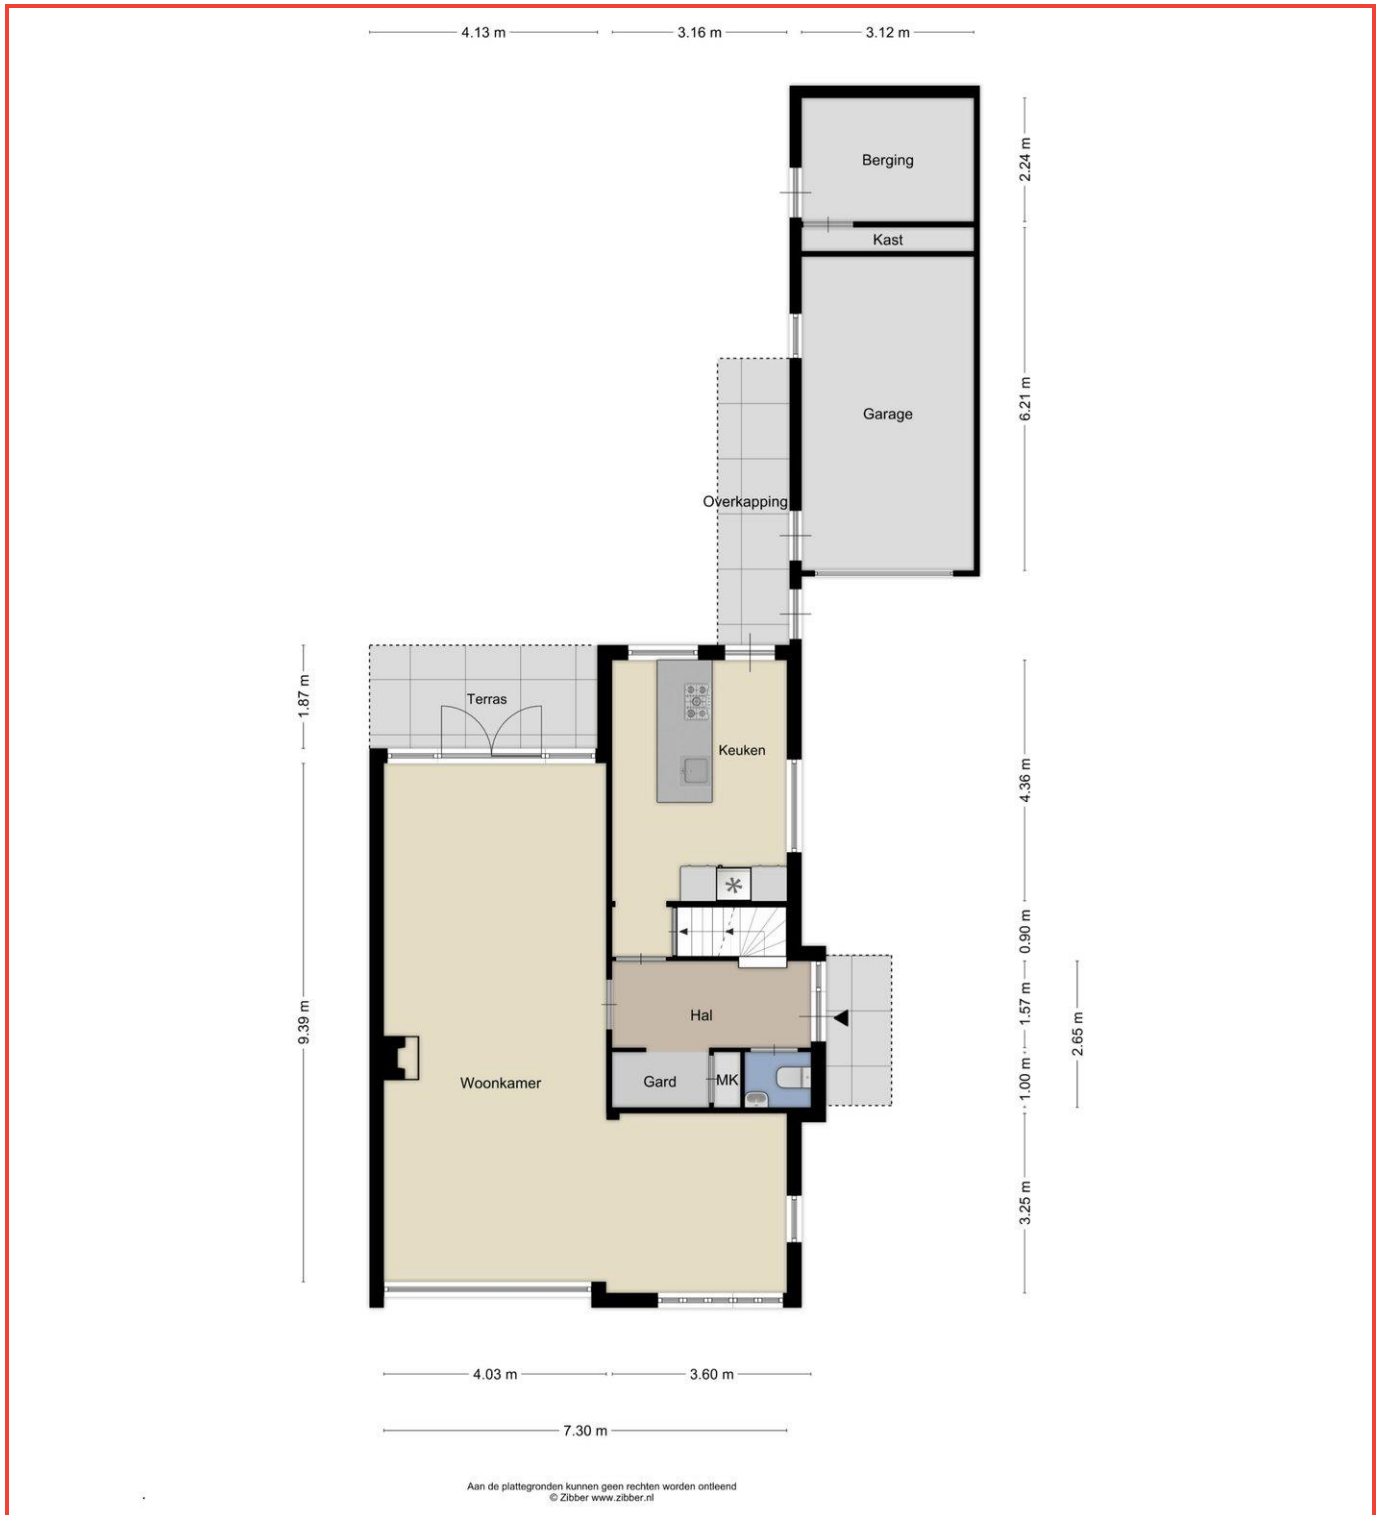 4.13 m
3.16 m
3.12 m
Berging
2.24 m
Kast
6.21 m
Garage
Overkapping
1.87 m
Terras
Keuken
4.36 m
0.90 m
9.39 m
Hal
1.57 m
2.65 m
Woonkamer
Gard
MK
1.00 m
3.25 m
4.03 m
3.60 m
7.30 m
Aan de plattegronden kunnen geen rechten worden ontleend
© Zibber www.zibber.nl